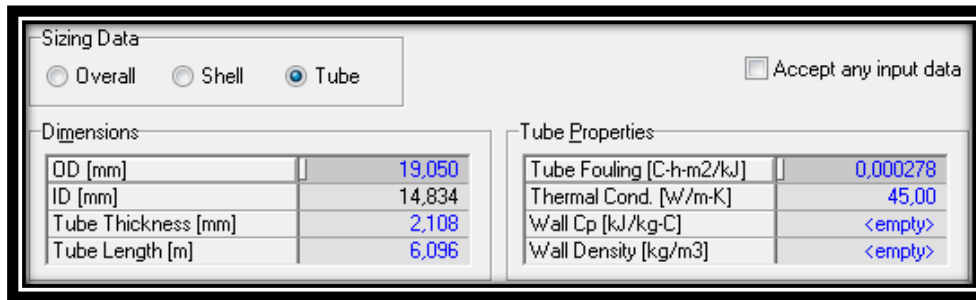 Sizing Data
Overall Shell Tube Accept any input data
Dimensions
OD [mm] 19,050
ID [mm] 14,834
Tube Thickness [mm] 2,108
Tube Length [m] 6,096
Tube Properties
Tube Fouling [C-h-m2/kJ] 0,000278
Thermal Cond. [W/m-K] 45,00
Wall Cp [kJ/kg-C] <empty>
Wall Density [kg/m3] <empty>